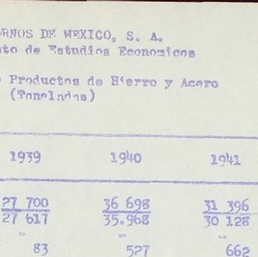 ORNOS DE MEXICO, S. A.
nto de Estudios Economicos
Productos de Hierro y Acero
(Toneladas)
1939 1940 1941
27 700 36 698 31 396
27 617 35.968 30 128
83 527 662